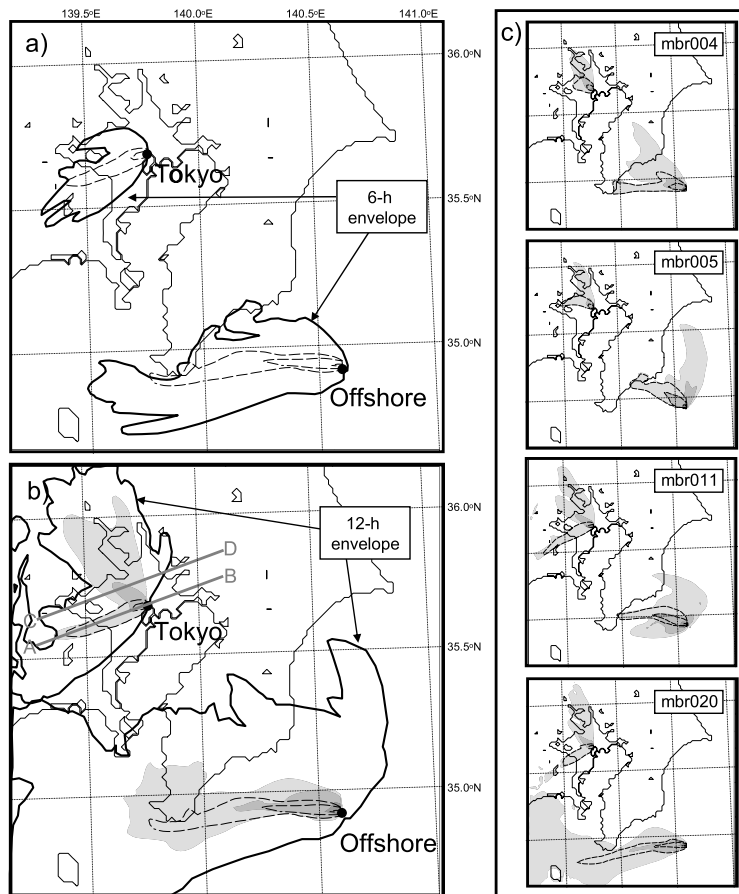 139.5°E 140.0°E 140.5°E 141.0°E
a)
36.0°N
Tokyo
6-h
envelope
35.5°N
35.0°N
Offshore
b)
36.0°N
12-h
envelope
D
B
C
A
Tokyo
35.5°N
35.0°N
Offshore
c)
mbr004
mbr005
mbr011
mbr020